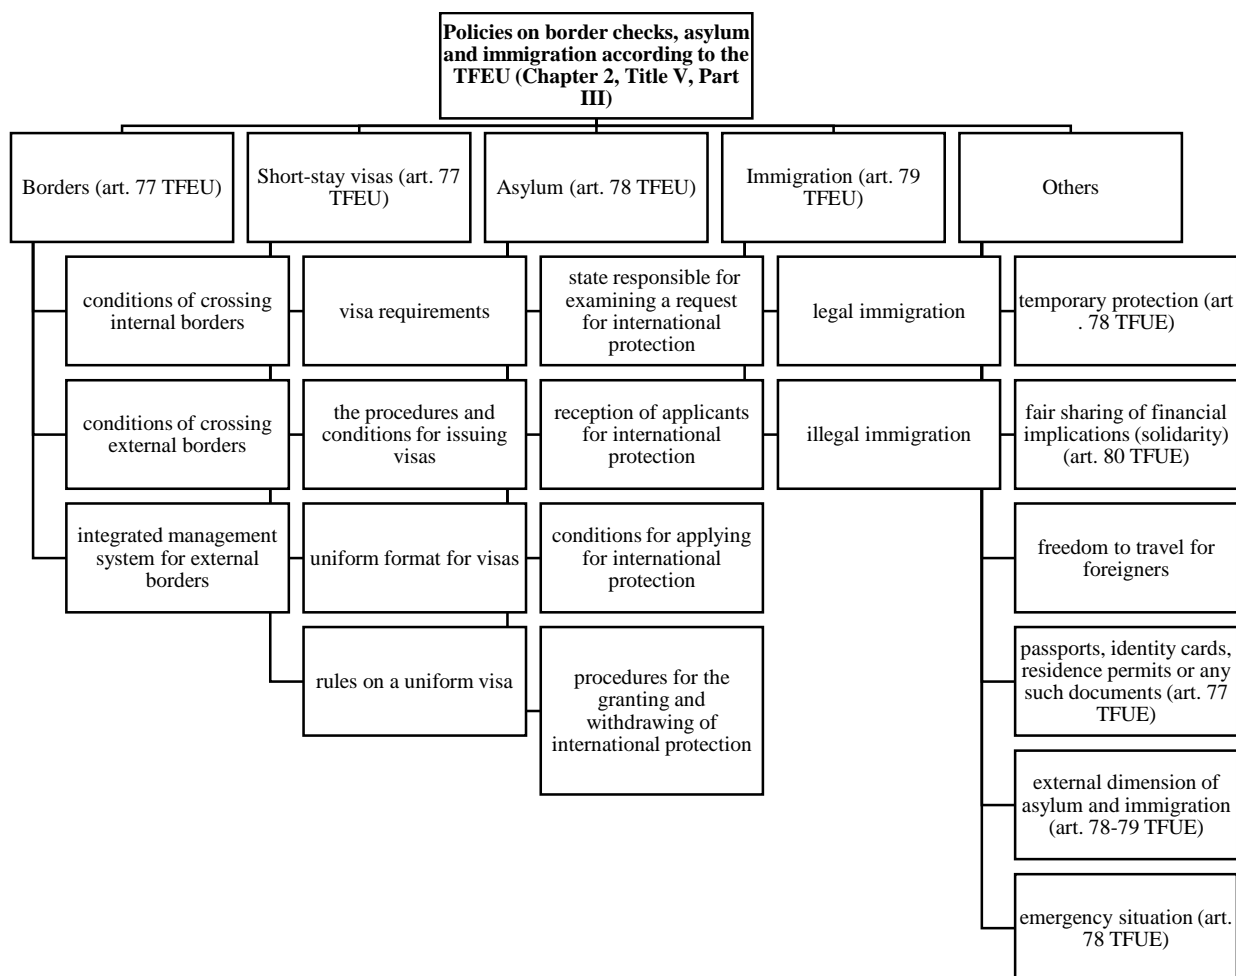 Policies on border checks, asylum
and immigration according to the
TFEU (Chapter 2, Title V, Part
III)
Borders (art. 77 TFEU)
Short-stay visas (art. 77
TFEU)
Asylum (art. 78 TFEU)
Immigration (art. 79
TFEU)
Others
conditions of crossing
internal borders
conditions of crossing
external borders
integrated management
system for external
borders
visa requirements
the procedures and
conditions for issuing
visas
uniform format for visas
rules on a uniform visa
state responsible for
examining a request
for international
protection
reception of applicants
for international
protection
conditions for applying
for international
protection
procedures for the
granting and
withdrawing of
international protection
legal immigration
illegal immigration
temporary protection (art
. 78 TFUE)
fair sharing of financial
implications (solidarity)
(art. 80 TFUE)
freedom to travel for
foreigners
passports, identity cards,
residence permits or any
such documents (art. 77
TFUE)
external dimension of
asylum and immigration
(art. 78-79 TFUE)
emergency situation (art.
78 TFUE)